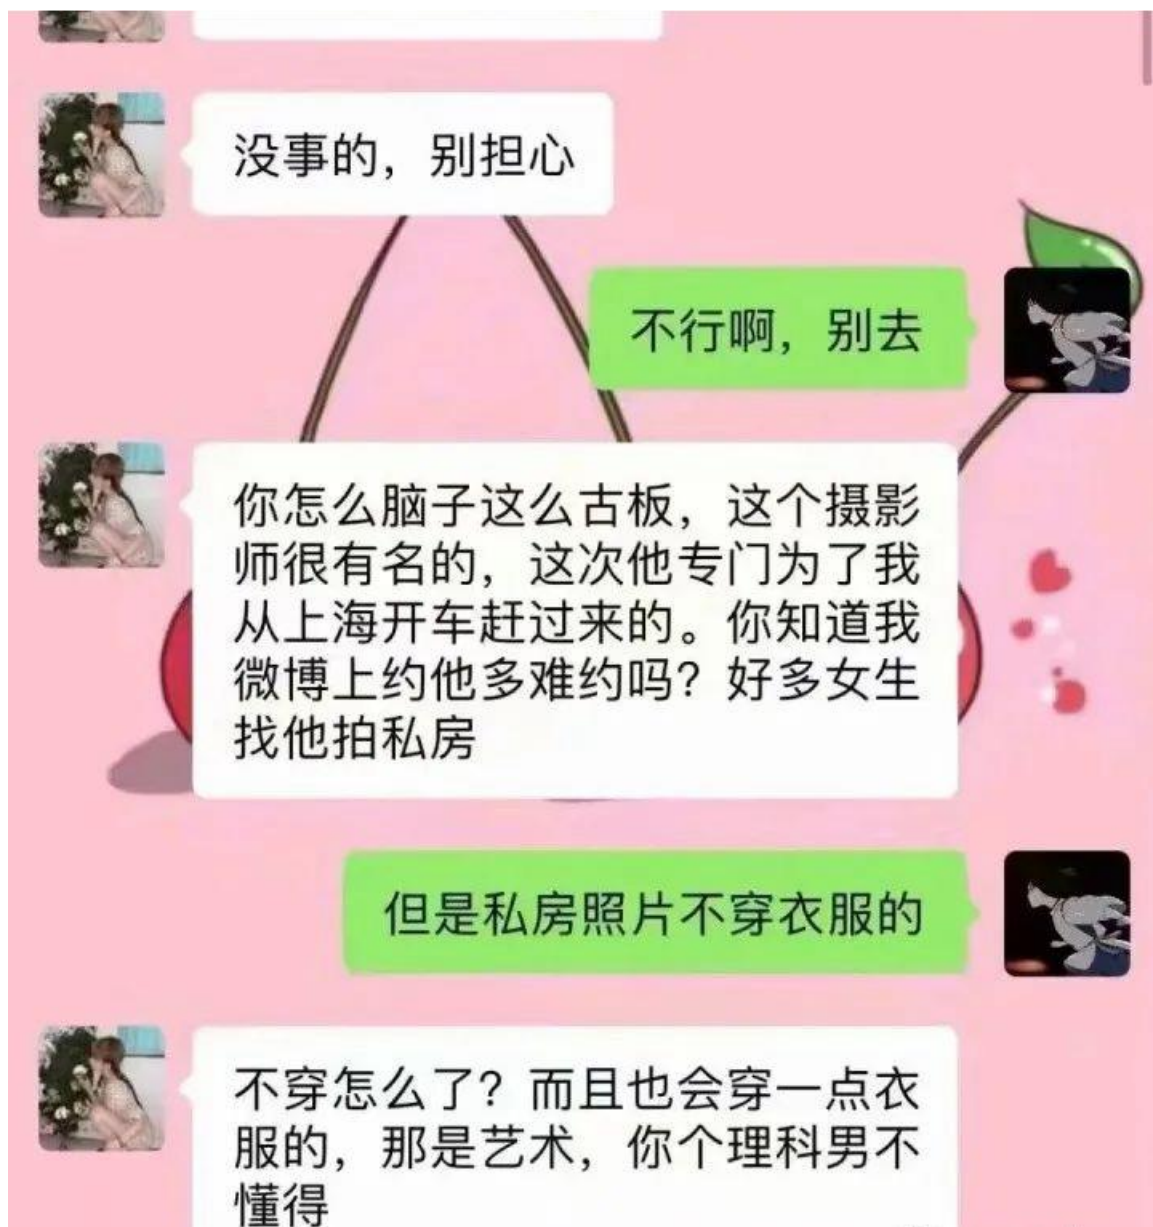 没事的，别担心
不行啊，别去
你怎么脑子这么古板，这个摄影
师很有名的，这次他专门为了我
从上海开车赶过来的。你知道我
微博上约他多难约吗？好多女生
找他拍私房
但是私房照片不穿衣服的
不穿怎么了？而且也会穿一点衣
服的，那是艺术，你个理科男不
懂得